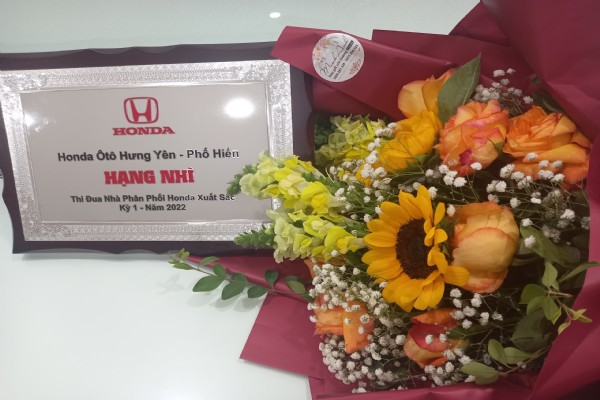 HONDA
Honda Ôtô Hưng Yên - Phố Hiến
HẠNG NHÌ
Thi Đua Nhà Phân Phối Honda Xuất Sắc
Kỳ 1 - Năm 2022